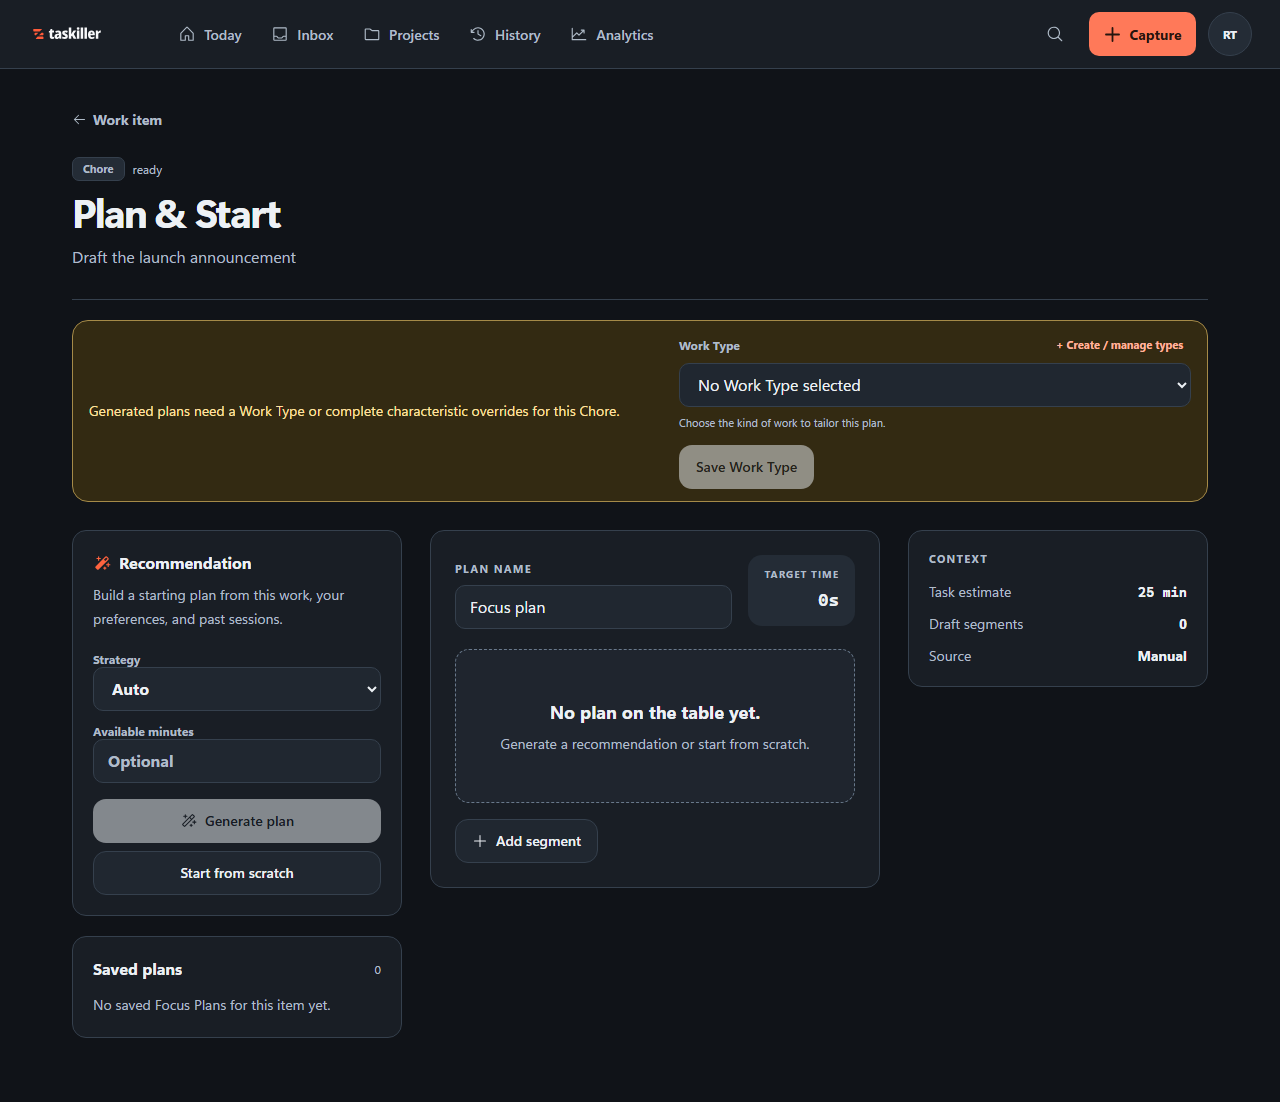 taskiller
Today
Inbox
Projects
History
Analytics
Capture
RT
Work item
Chore
ready
Plan & Start
Draft the launch announcement
Generated plans need a Work Type or complete characteristic overrides for this Chore.
Work Type
+ Create / manage types
No Work Type selected
Choose the kind of work to tailor this plan.
Save Work Type
Recommendation
Build a starting plan from this work, your
preferences, and past sessions.
Strategy
Auto
Available minutes
Optional
Generate plan
Start from scratch
Saved plans
0
No saved Focus Plans for this item yet.
PLAN NAME
Focus plan
TARGET TIME
0s
No plan on the table yet.
Generate a recommendation or start from scratch.
Add segment
CONTEXT
Task estimate
25 min
Draft segments
0
Source
Manual